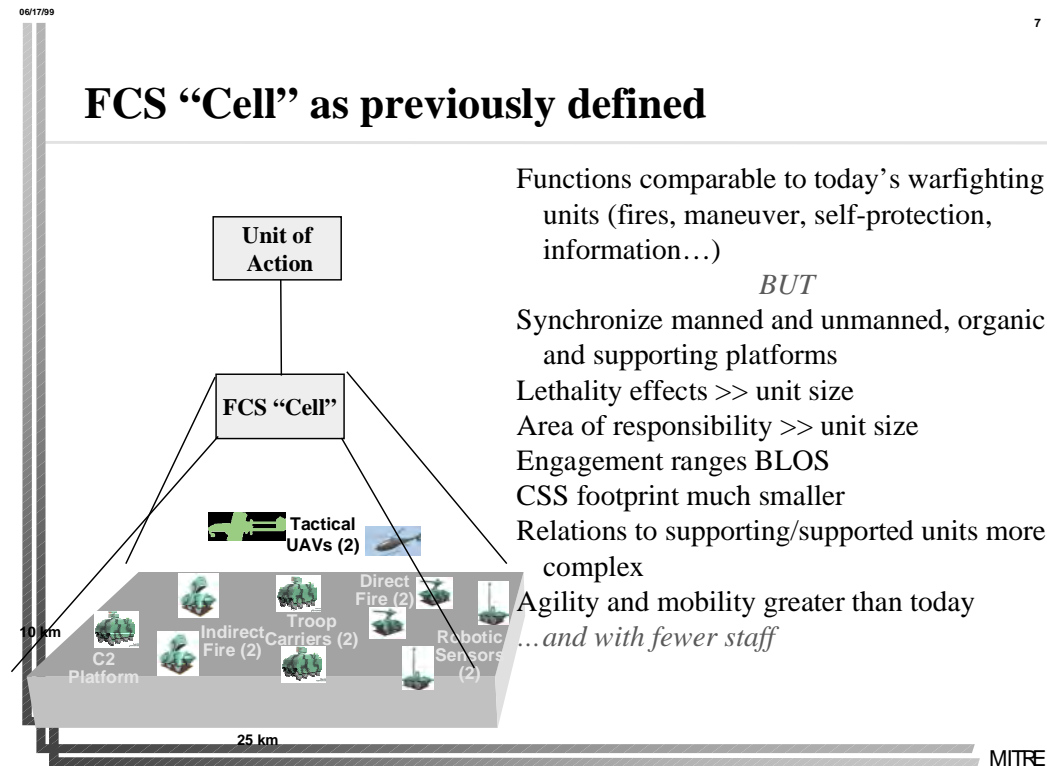 06/17/99
7
FCS “Cell” as previously defined
Functions comparable to today’s warfighting
units (fires, maneuver, self-protection,
information…)
BUT
Synchronize manned and unmanned, organic
and supporting platforms
Lethality effects >> unit size
Area of responsibility >> unit size
Engagement ranges BLOS
CSS footprint much smaller
Relations to supporting/supported units more
complex
Agility and mobility greater than today
…and with fewer staff
Unit of
Action
FCS “Cell”
Tactical
UAVs (2)
Direct
Fire (2)
Troop
Carriers (2)
Indirect
Fire (2)
Robotic
Sensors
(2)
C2
Platform
10 km
25 km
MITRE